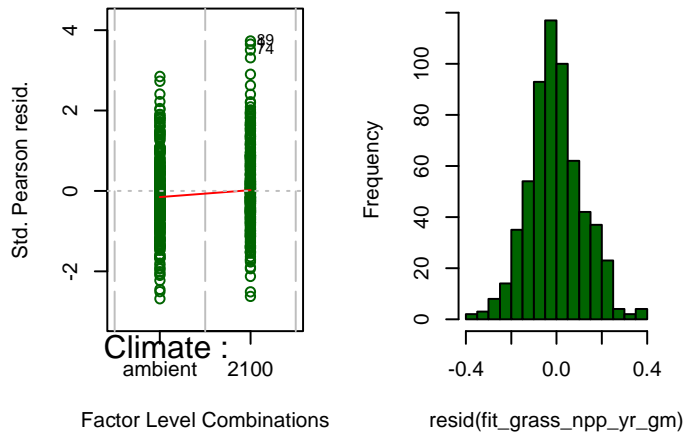 Std. Pearson resid.
4
2
0
-2
89
74
Climate :
ambient
2100
Factor Level Combinations
Frequency
100
80
60
40
20
0
-0.4
0.0
0.4
resid(fit_grass_npp_yr_gm)